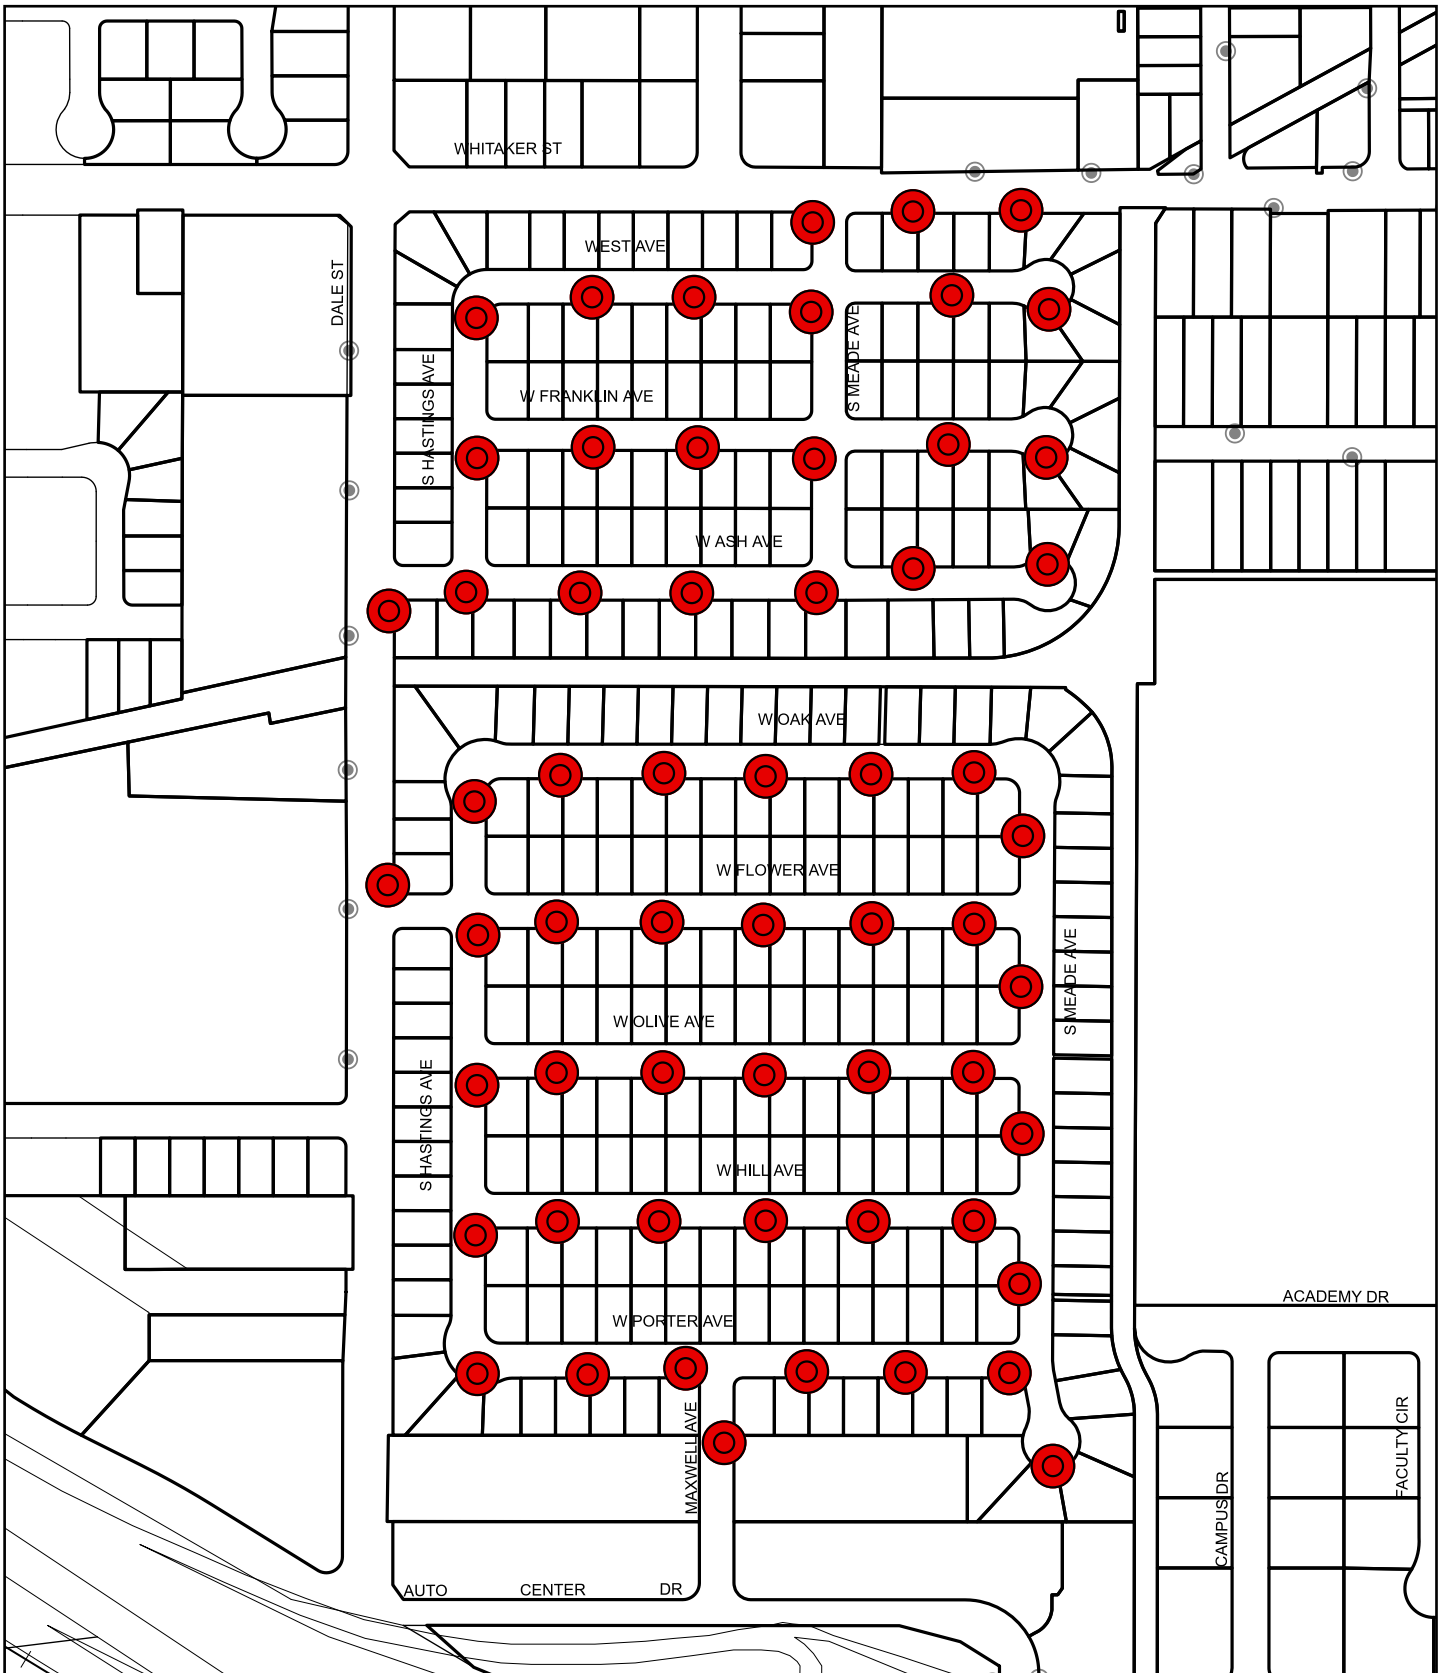 WHITAKER ST
WEST AVE
DALE ST
S MEADE AVE
S HASTINGS AVE
W FRANKLIN AVE
W ASH AVE
W OAK AVE
W FLOWER AVE
S MEADE AVE
W OLIVE AVE
S HASTINGS AVE
W HILL AVE
ACADEMY DR
W PORTER AVE
MAXWELL AVE
FACULTY CIR
CAMPUS DR
AUTO CENTER DR